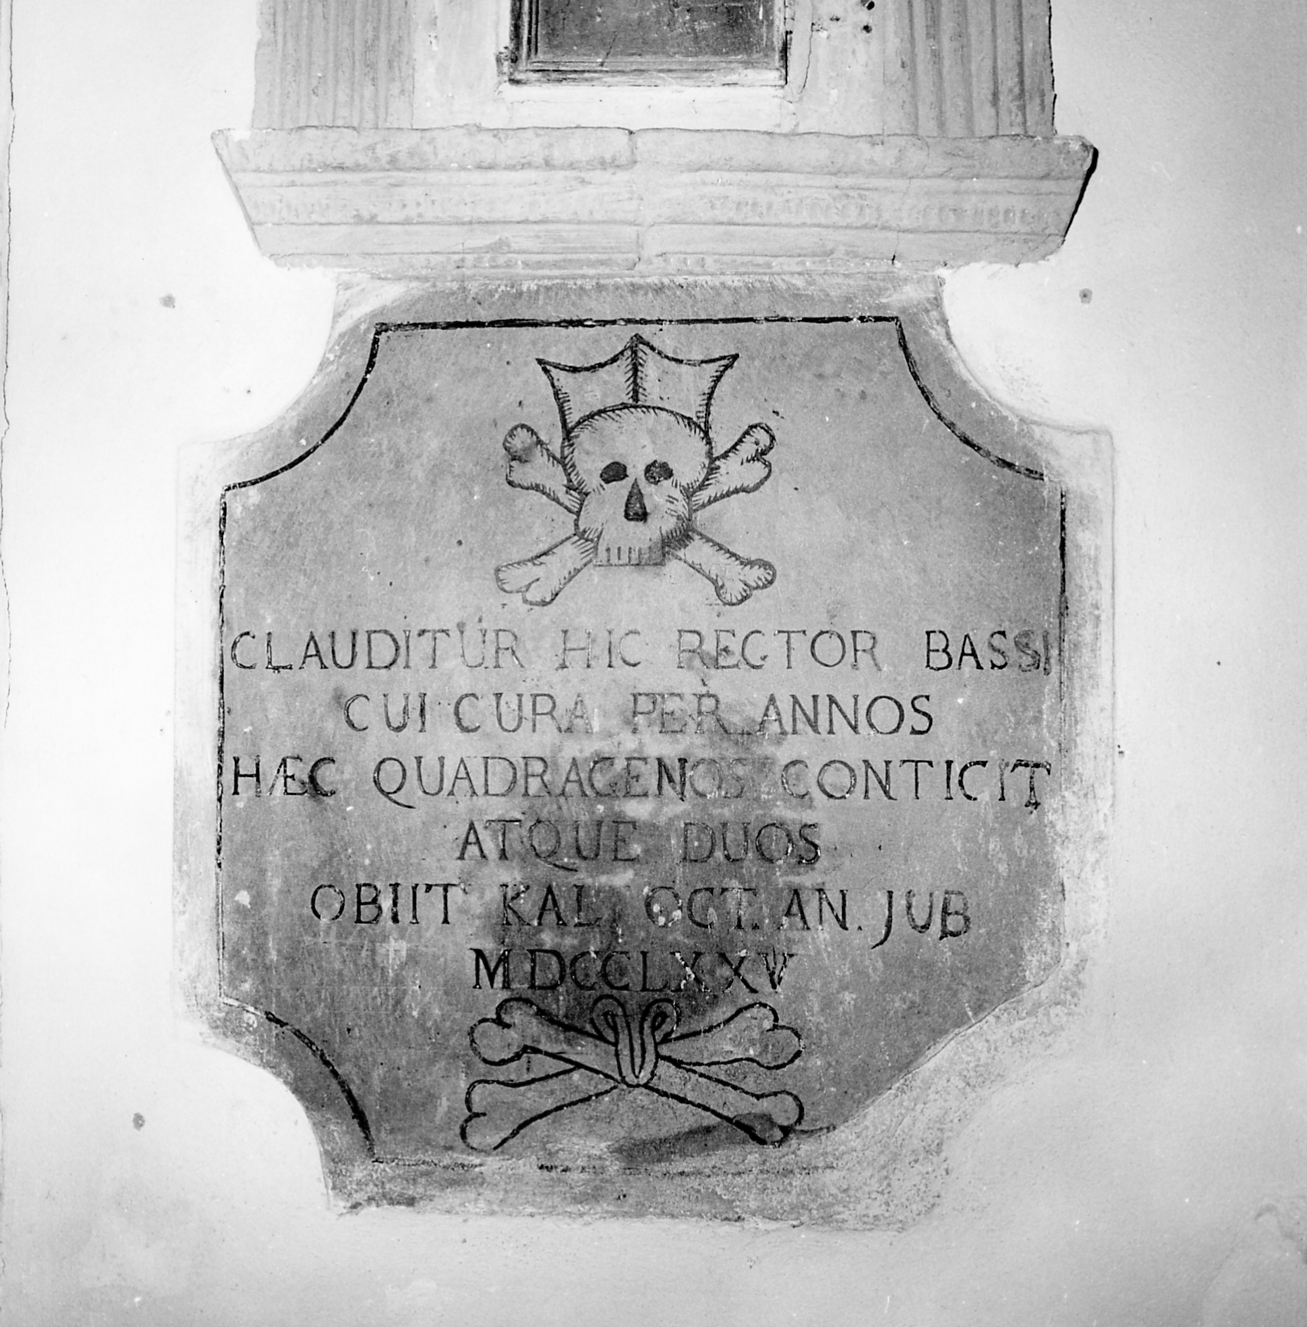 CLAUDITUR HIC RECTOR BASSI
CUI CURA PER ANNOS
HÆC QUADRAGENOS CONTICIT
ATQUE DUOS
OBIIT KAL OCT. AN. JUB
MDCCLXXV